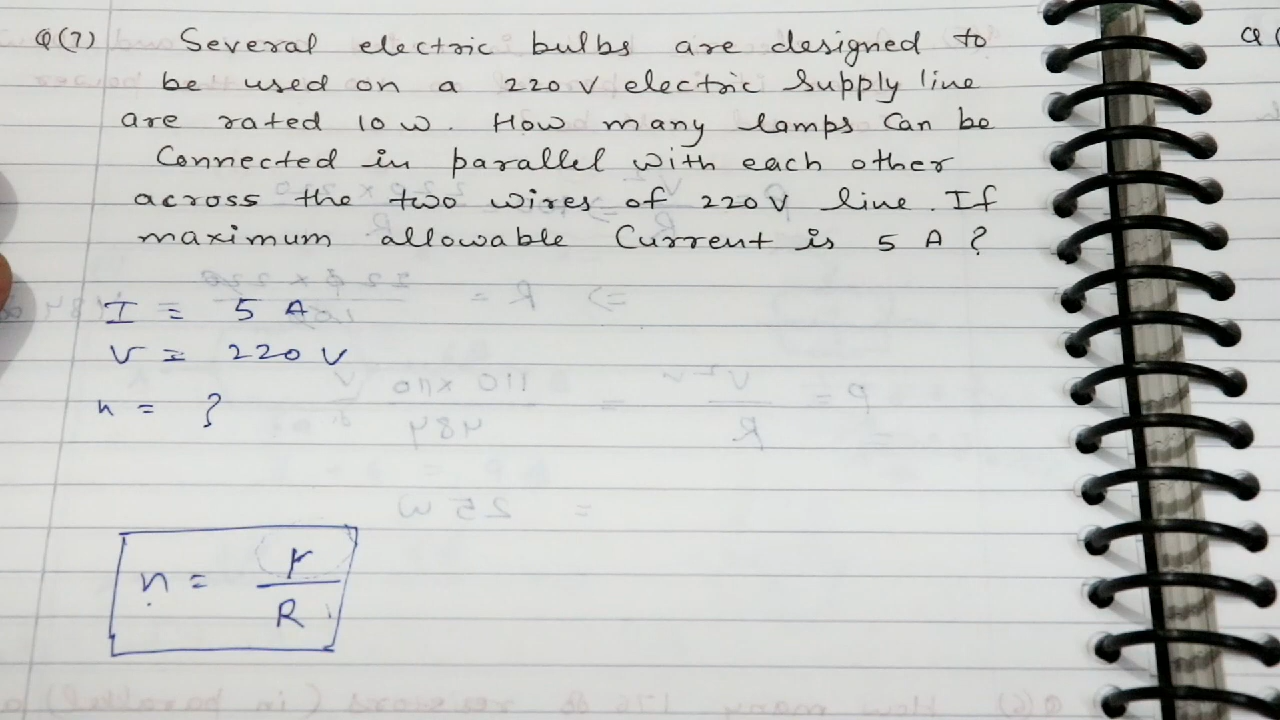 Q(7) Several electric bulbs are designed to
be used on a 220 V electric supply line
are rated 10 W. How many lamps can be
Connected in parallel with each other
across the two wires of 220V line. If
maximum allowable Current is 5 A ?
I = 5 A
V = 220 V
n = ?
n = r
R
Q(